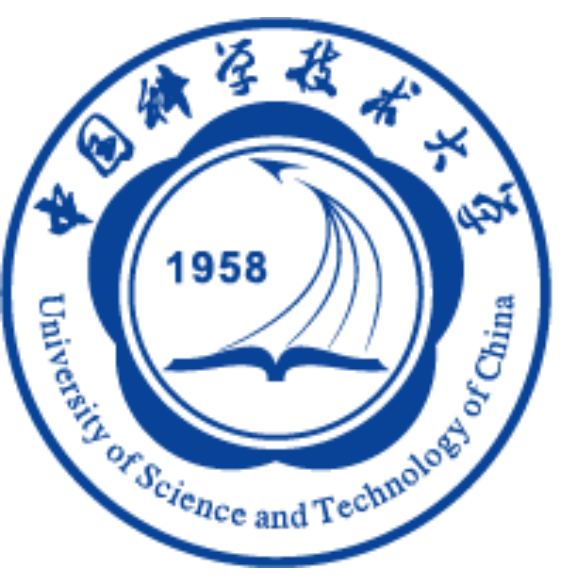 中国科学技术大学
1958
University of Science and Technology of China